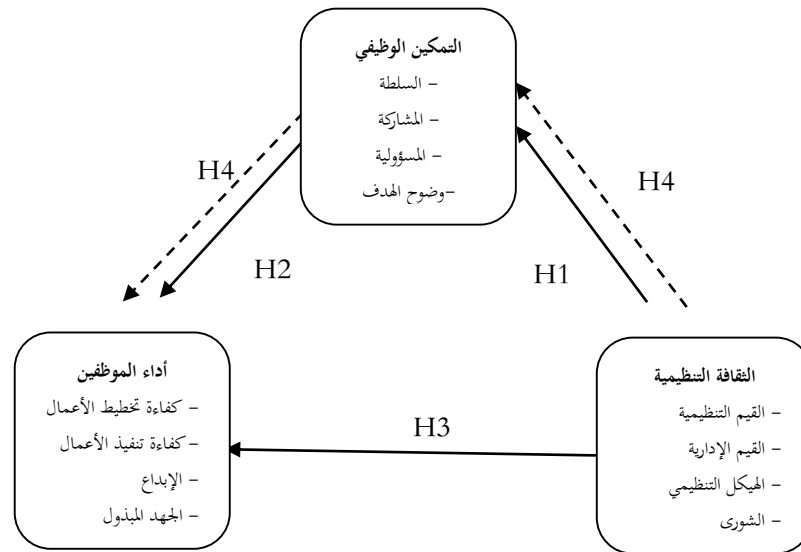 التمكين الوظيفي
– السلطة
– المشاركة
– المسؤولية
–وضوح الهدف
H4
H4
H2
H1
الثقافة التنظيمية
– القيم التنظيمية
– القيم الإدارية
– الهيكل التنظيمي
– الشورى
H3
أداء الموظفين
– كفاءة تخطيط الأعمال
– كفاءة تنفيذ الأعمال
– الإبداع
– الجهد المبذول